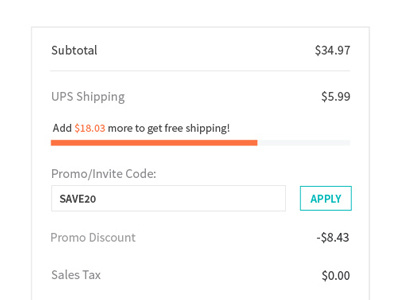 Subtotal $34.97
UPS Shipping $5.99
Add $18.03 more to get free shipping!
Promo/Invite Code:
SAVE20 APPLY
Promo Discount -$8.43
Sales Tax $0.00